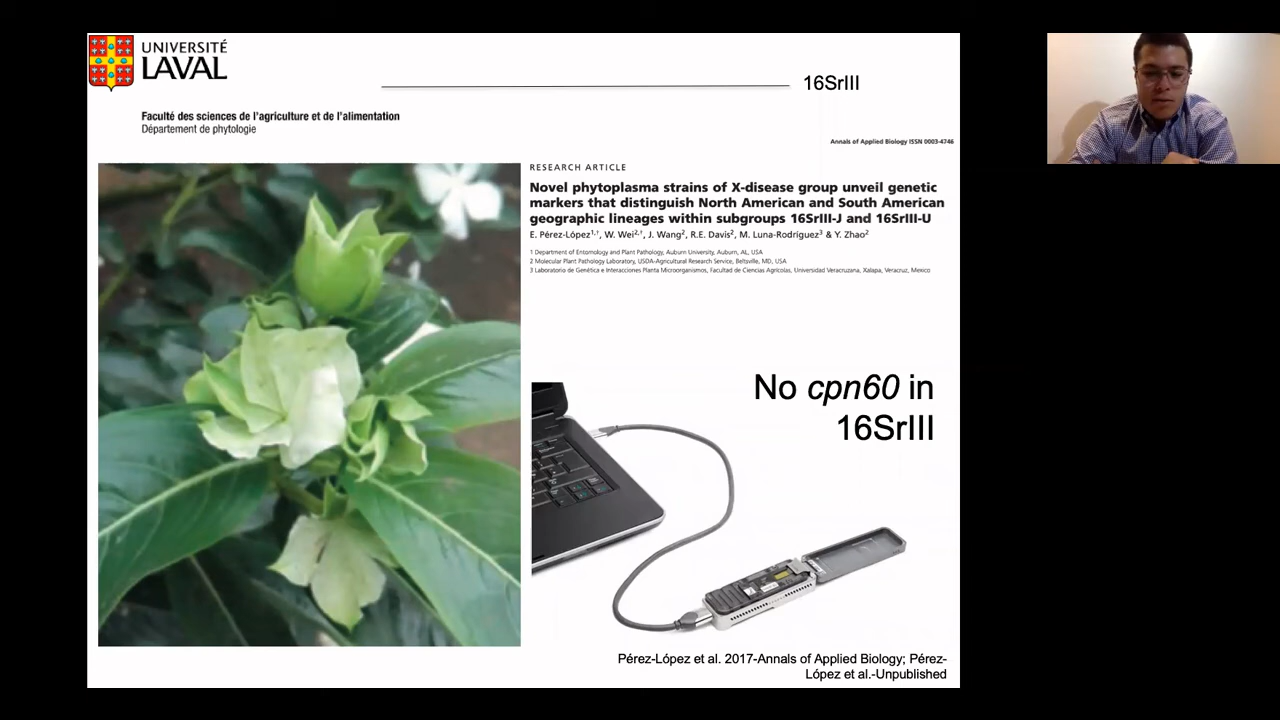 UNIVERSITÉ
LAVAL
16SrIII
Faculté des sciences de l'agriculture et de l'alimentation
Département de phytologie
Annals of Applied Biology ISSN 0003-4746
RESEARCH ARTICLE
Novel phytoplasma strains of X-disease group unveil genetic
markers that distinguish North American and South American
geographic lineages within subgroups 16SrIII-J and 16SrIII-U
E. Pérez-López1,†, W. Wei2,†, J. Wang2, R.E. Davis2, M. Luna-Rodríguez3 & Y. Zhao2
1 Department of Entomology and Plant Pathology, Auburn University, Auburn, AL, USA
2 Molecular Plant Pathology Laboratory, USDA-Agricultural Research Service, Beltsville, MD, USA
3 Laboratorio de Genética e Interacciones Planta Microorganismos, Facultad de Ciencias Agrícolas, Universidad Veracruzana, Xalapa, Veracruz, Mexico
No cpn60 in
16SrIII
Pérez-López et al. 2017-Annals of Applied Biology; Pérez-
López et al.-Unpublished